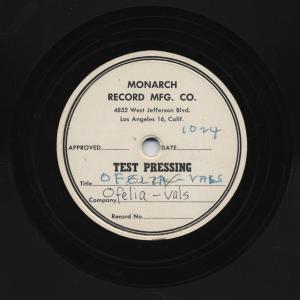 MONARCH
RECORD MFG. CO.
4852 West Jefferson Blvd.
Los Angeles 16, Calif.
1024
APPROVED DATE
TEST PRESSING
Title OFELIA - VALS
Company Ofelia - Vals
Record No.